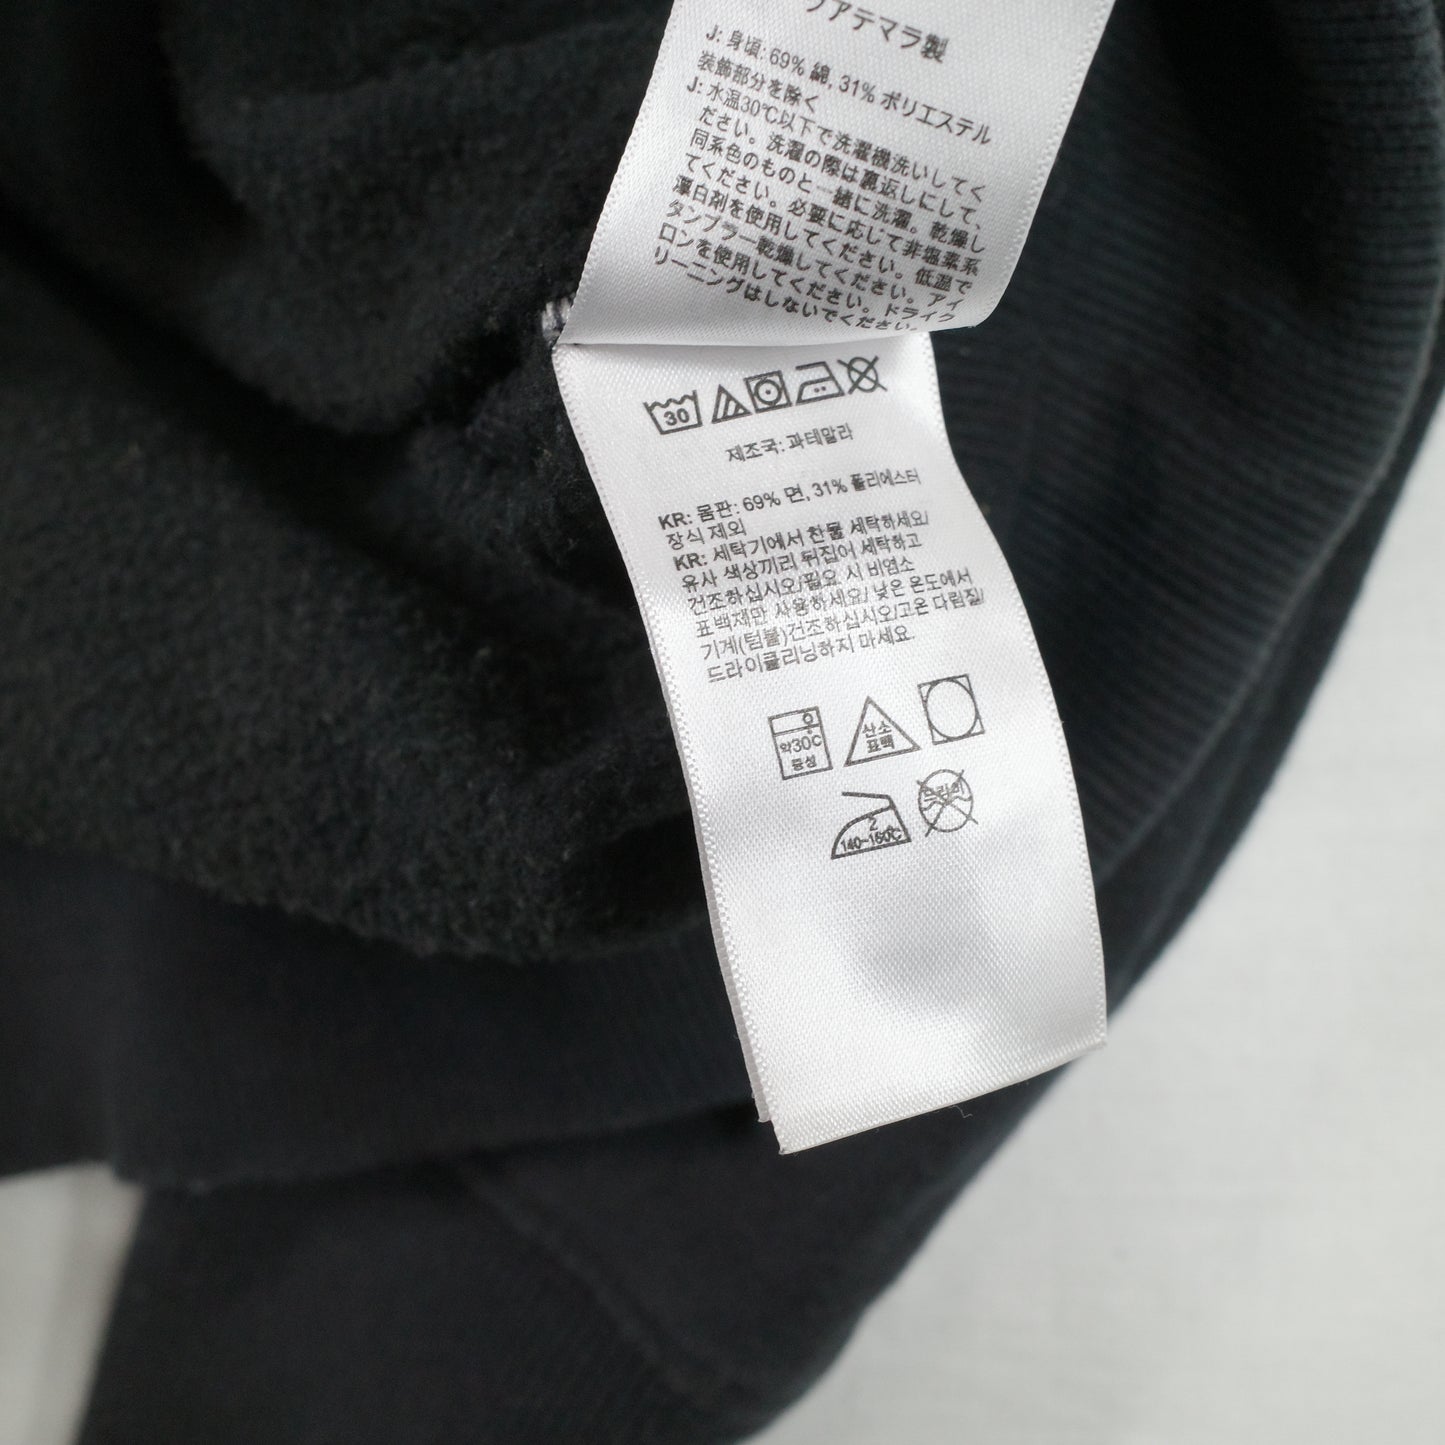 グアテマラ製
J: 身頃: 69% 綿, 31% ポリエステル
装飾部分を除く
J: 水温30℃以下で洗濯機洗いしてく
ださい。洗濯の際は裏返しにして、
同系色のものと一緒に洗濯。乾燥し
てください。必要に応じて非塩素系
漂白剤を使用してください。低温で
タンブラー乾燥してください。アイ
ロンを使用してください。ドライク
リーニングはしないでください。
30
제조국: 과테말라
KR: 몸판: 69% 면, 31% 폴리에스터
장식 제외
KR: 세탁기에서 찬물 세탁하세요/
유사 색상끼리 뒤집어 세탁하고
건조하십시오/필요 시 비염소
표백제만 사용하세요/ 낮은 온도에서
기계(텀블)건조하십시오/고온 다림질/
드라이클리닝하지 마세요.
약30℃
중성
산소
표백
2
140~160℃
드라이